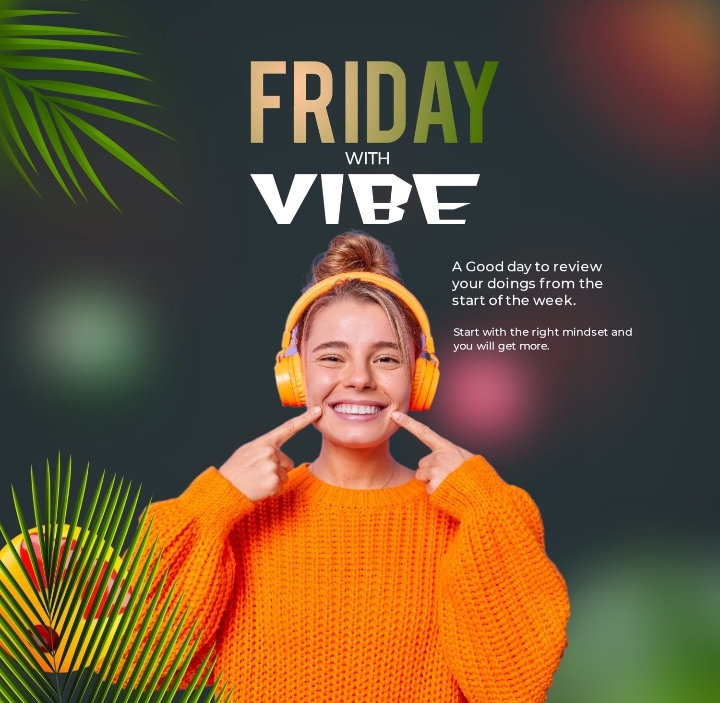 FRIDAY
WITH
VIBE
A Good day to review
your doings from the
start of the week.
Start with the right mindset and
you will get more.